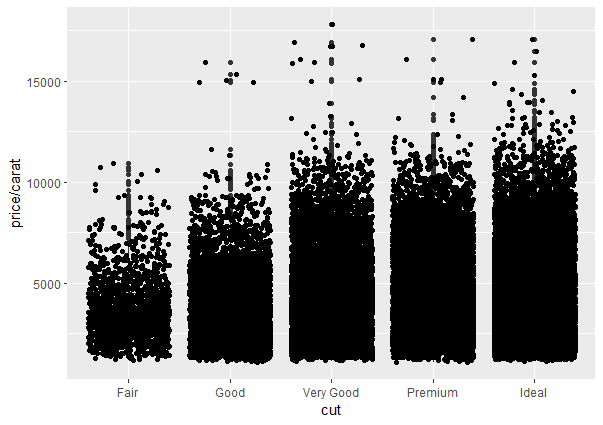 price/carat
15000
10000
5000
Fair Good Very Good Premium Ideal
cut